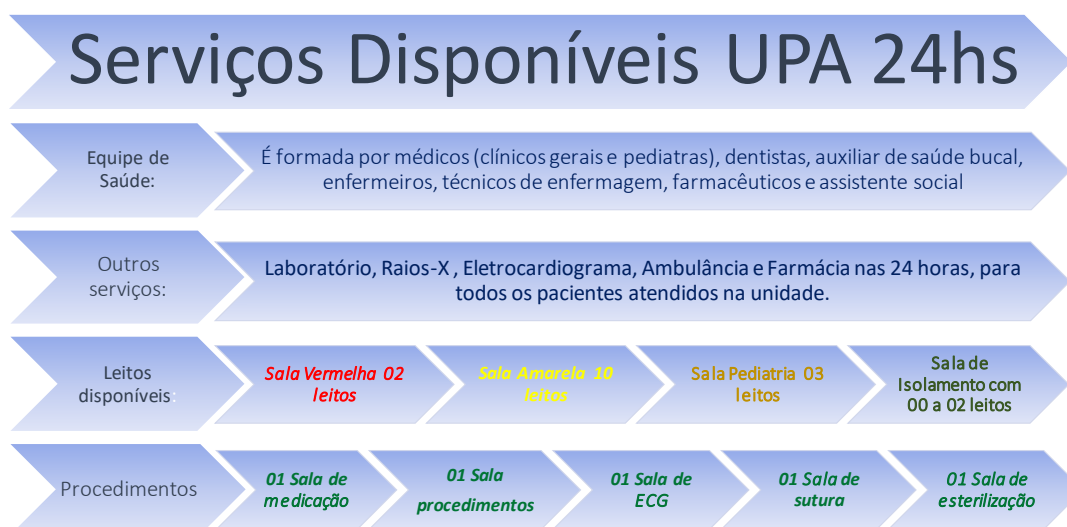 Serviços Disponíveis UPA 24hs
Equipe de
Saúde:
É formada por médicos (clínicos gerais e pediatras), dentistas, auxiliar de saúde bucal,
enfermeiros, técnicos de enfermagem, farmacêuticos e assistente social
Outros
serviços:
Laboratório, Raios-X , Eletrocardiograma, Ambulância e Farmácia nas 24 horas, para
todos os pacientes atendidos na unidade.
Leitos
disponíveis:
Sala Vermelha 02
leitos
Sala Amarela 10
leitos
Sala Pediatria 03
leitos
Sala de
Isolamento com
00 a 02 leitos
Procedimentos
01 Sala de
medicação
01 Sala
procedimentos
01 Sala de
ECG
01 Sala de
sutura
01 Sala de
esterilização